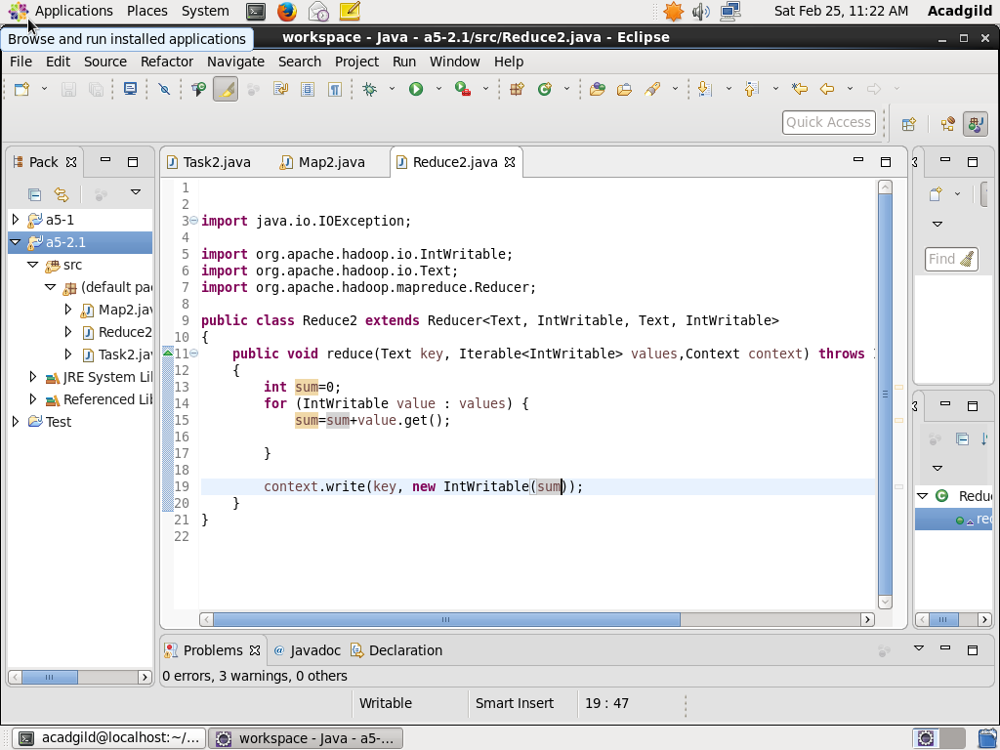 Applications Places System Sat Feb 25, 11:22 AM Acadgild
Browse and run installed applications
workspace - Java - a5-2.1/src/Reduce2.java - Eclipse
File Edit Source Refactor Navigate Search Project Run Window Help
Quick Access
Pack
Task2.java Map2.java Reduce2.java
a5-1
a5-2.1
src
(default pa
Map2.jav
Reduce2
Task2.jav
JRE System Li
Referenced Lib
Test
1
2
3 import java.io.IOException;
4
5 import org.apache.hadoop.io.IntWritable;
6 import org.apache.hadoop.io.Text;
7 import org.apache.hadoop.mapreduce.Reducer;
8
9 public class Reduce2 extends Reducer<Text, IntWritable, Text, IntWritable>
10 {
11 public void reduce(Text key, Iterable<IntWritable> values,Context context) throws
12 {
13 int sum=0;
14 for (IntWritable value : values) {
15 sum=sum+value.get();
16
17 }
18
19 context.write(key, new IntWritable(sum));
20 }
21 }
22
Find
Redu
red
Problems Javadoc Declaration
0 errors, 3 warnings, 0 others
Writable Smart Insert 19 : 47
acadgild@localhost:~/... workspace - Java - a5-...